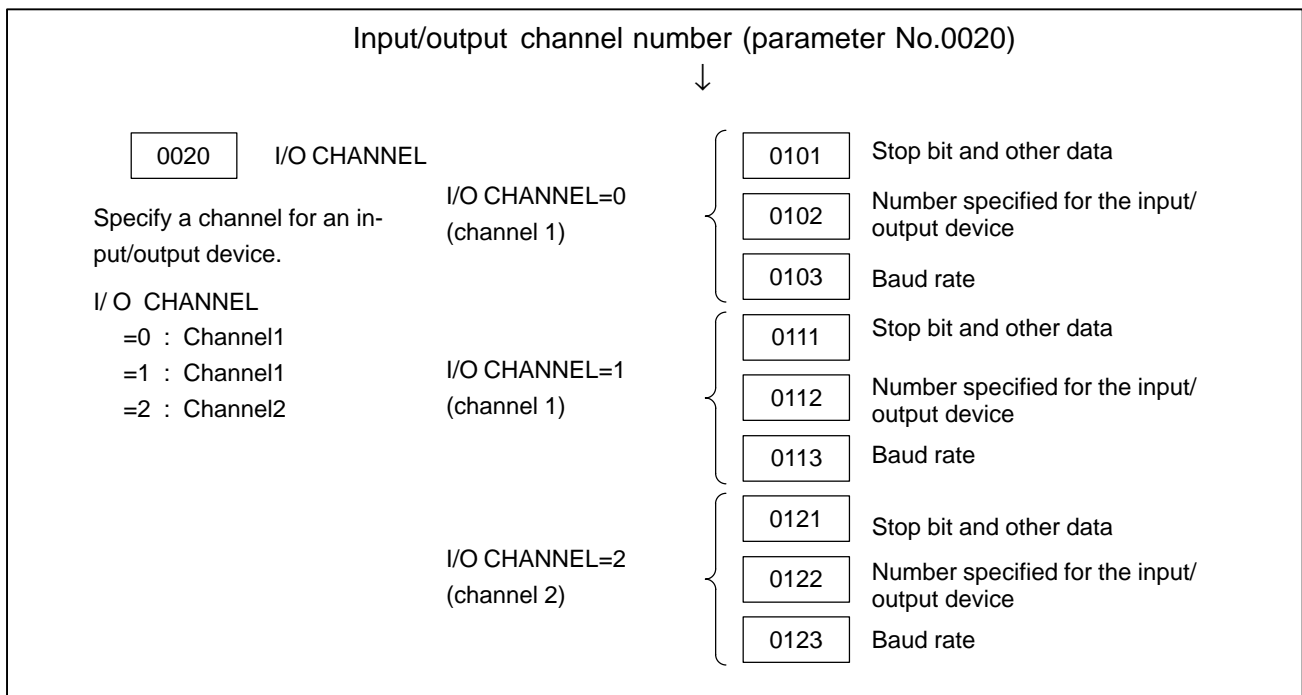 Input/output channel number (parameter No.0020)
↓
0020 I/O CHANNEL
Specify a channel for an in-
put/output device.
I/ O CHANNEL
=0 : Channel1
=1 : Channel1
=2 : Channel2
I/O CHANNEL=0
(channel 1)
0101 Stop bit and other data
0102 Number specified for the input/
output device
0103 Baud rate
I/O CHANNEL=1
(channel 1)
0111 Stop bit and other data
0112 Number specified for the input/
output device
0113 Baud rate
I/O CHANNEL=2
(channel 2)
0121 Stop bit and other data
0122 Number specified for the input/
output device
0123 Baud rate